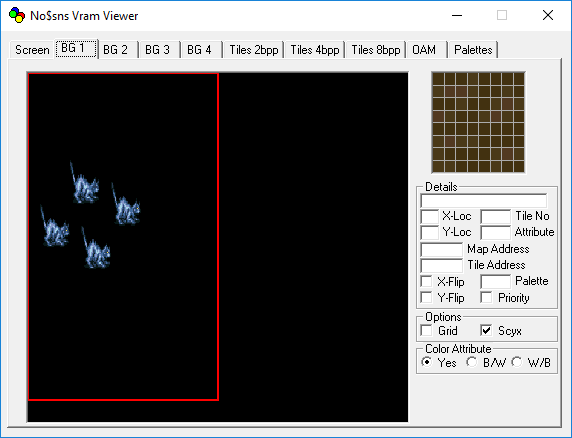 No$sns Vram Viewer
Screen BG 1 BG 2 BG 3 BG 4 Tiles 2bpp Tiles 4bpp Tiles 8bpp OAM Palettes
Details
X-Loc Tile No
Y-Loc Attribute
Map Address
Tile Address
X-Flip Palette
Y-Flip Priority
Options
Grid Scyx
Color Attribute
Yes B/W W/B